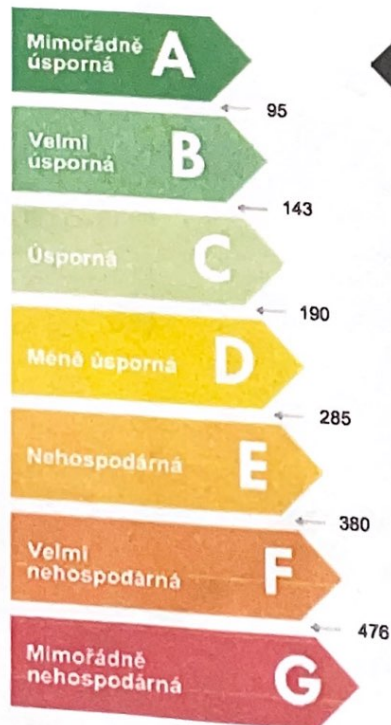 Mimořádně
úsporná
A
95
Velmi
úsporná
B
143
Úsporná
C
190
Méně úsporná
D
285
Nehospodárná
E
380
Velmi
nehospodárná
F
476
Mimořádně
nehospodárná
G